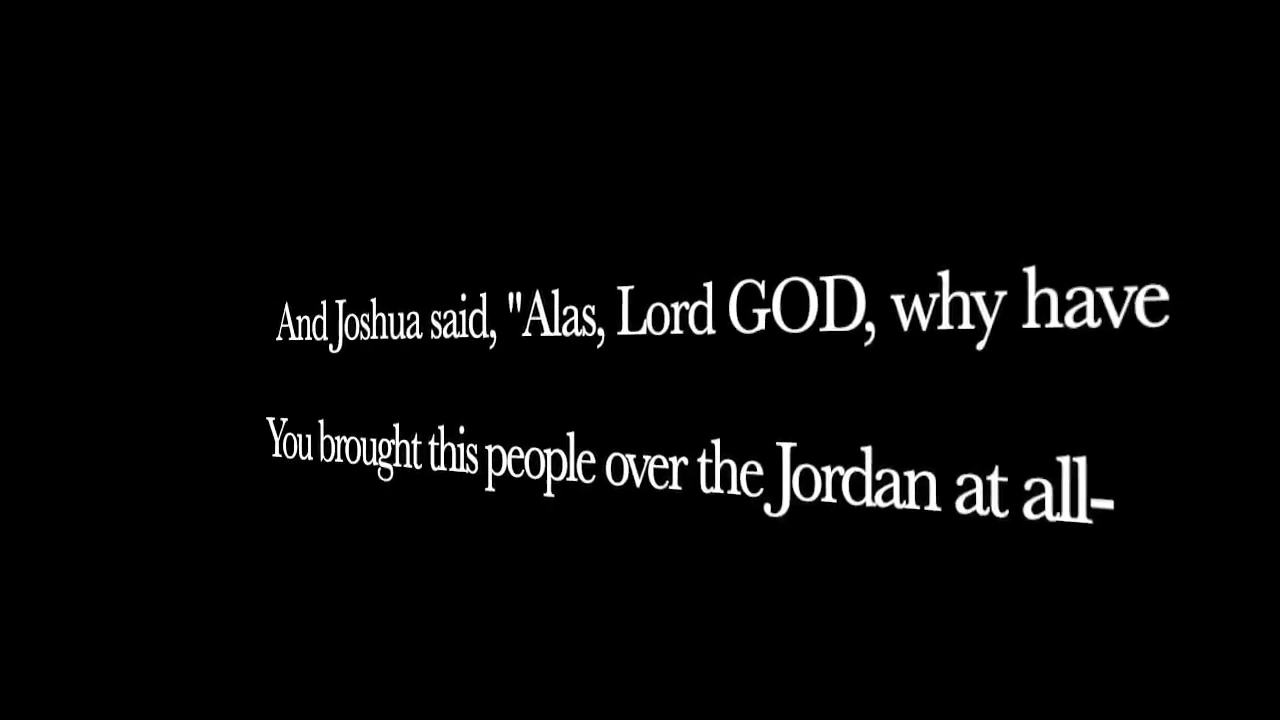 And Joshua said, "Alas, Lord GOD, why have
You brought this people over the Jordan at all-